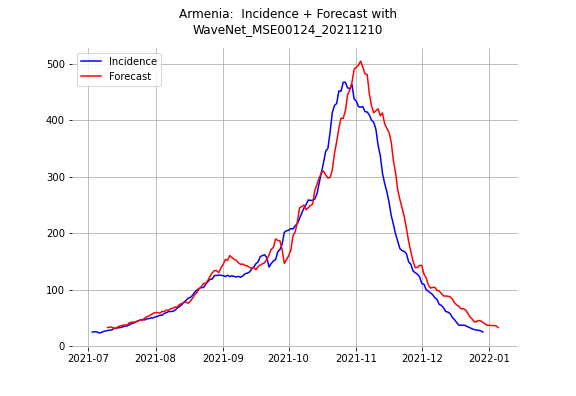 Armenia:  Incidence + Forecast with
WaveNet_MSE00124_20211210
Incidence
Forecast
500
400
300
200
100
0
2021-07 2021-08 2021-09 2021-10 2021-11 2021-12 2022-01